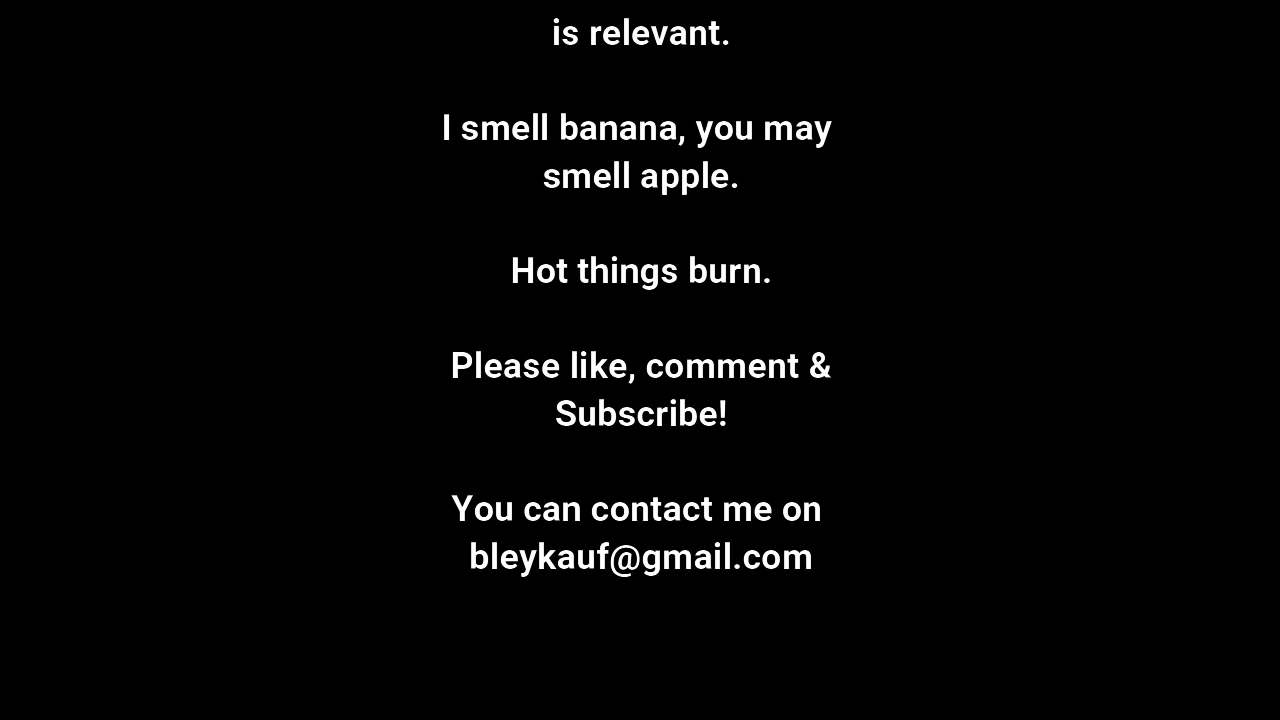 is relevant.
I smell banana, you may
smell apple.
Hot things burn.
Please like, comment &
Subscribe!
You can contact me on
bleykauf@gmail.com